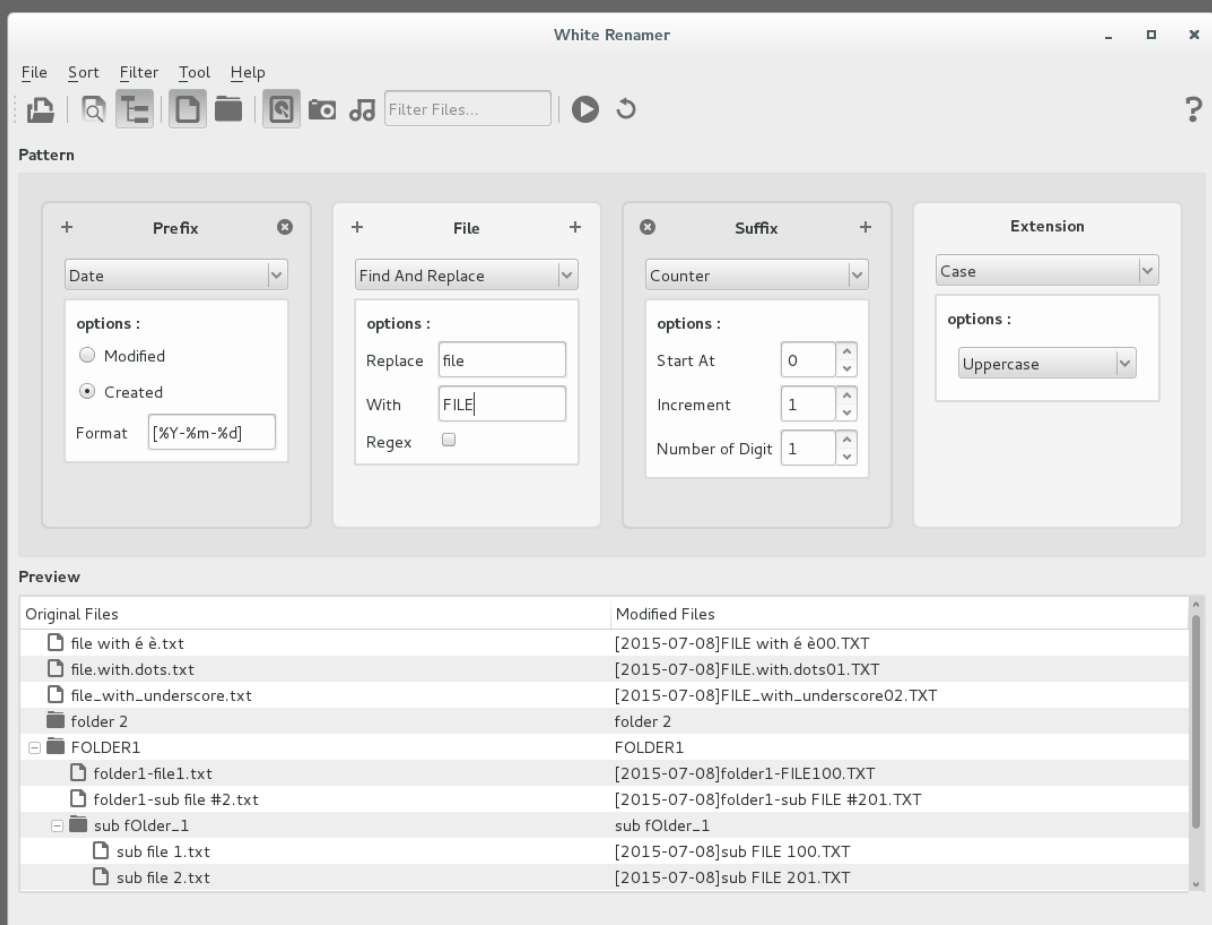 White Renamer
File Sort Filter Tool Help
Filter Files...
Pattern
Prefix
Date
options :
Modified
Created
Format [%Y-%m-%d]
File
Find And Replace
options :
Replace file
With FILE
Regex
Suffix
Counter
options :
Start At 0
Increment 1
Number of Digit 1
Extension
Case
options :
Uppercase
Preview
Original Files Modified Files
file with é è.txt [2015-07-08]FILE with é è00.TXT
file.with.dots.txt [2015-07-08]FILE.with.dots01.TXT
file_with_underscore.txt [2015-07-08]FILE_with_underscore02.TXT
folder 2 folder 2
FOLDER1 FOLDER1
folder1-file1.txt [2015-07-08]folder1-FILE100.TXT
folder1-sub file #2.txt [2015-07-08]folder1-sub FILE #201.TXT
sub fOlder_1 sub fOlder_1
sub file 1.txt [2015-07-08]sub FILE 100.TXT
sub file 2.txt [2015-07-08]sub FILE 201.TXT